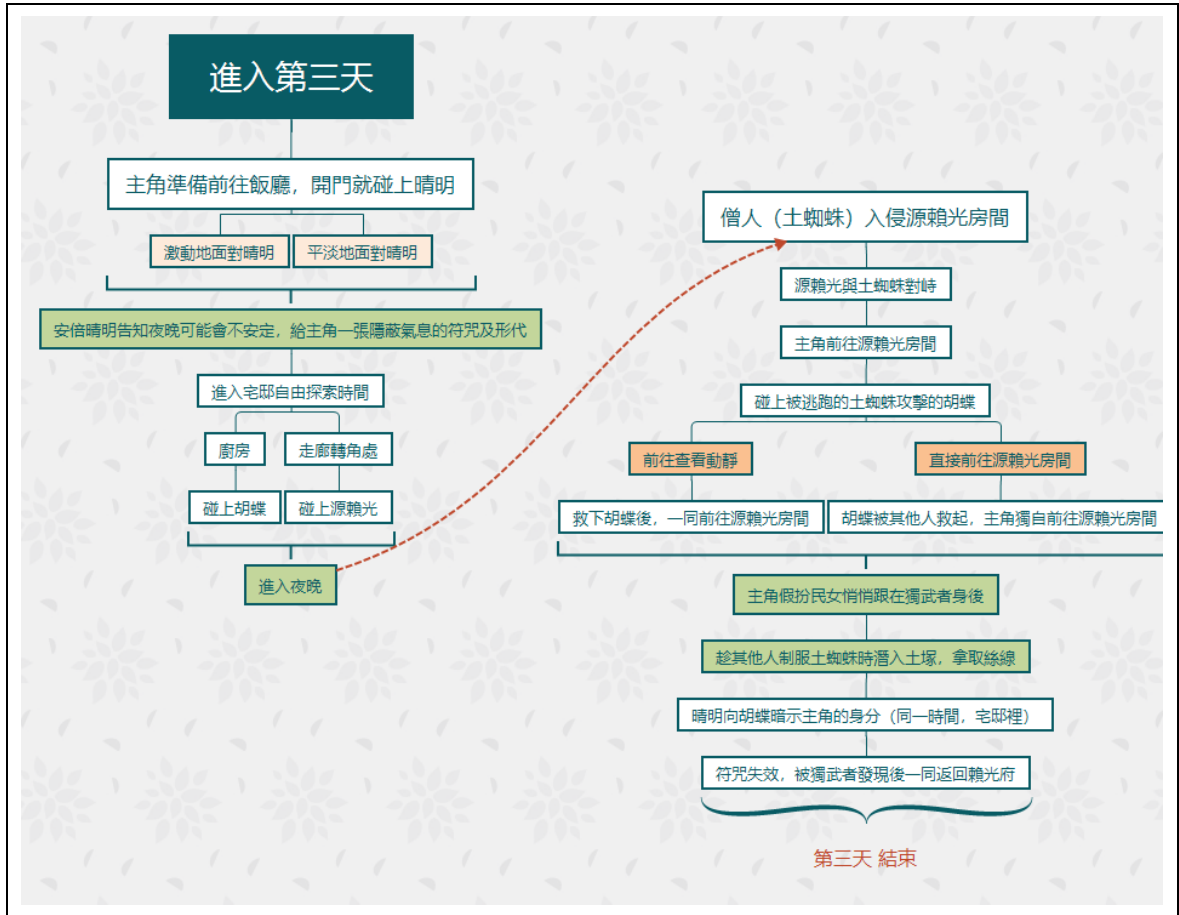 進入第三天
主角準備前往飯廳，開門就碰上晴明
激動地面對晴明
平淡地面對晴明
安倍晴明告知夜晚可能會不安定，給主角一張隱蔽氣息的符咒及形代
進入宅邸自由探索時間
廚房
走廊轉角處
碰上胡蝶
碰上源賴光
進入夜晚
僧人（土蜘蛛）入侵源賴光房間
源賴光與土蜘蛛對峙
主角前往源賴光房間
碰上被逃跑的土蜘蛛攻擊的胡蝶
前往查看動靜
直接前往源賴光房間
救下胡蝶後，一同前往源賴光房間
胡蝶被其他人救起，主角獨自前往源賴光房間
主角假扮民女悄悄跟在獨武者身後
趁其他人制服土蜘蛛時潛入土塚，拿取絲線
晴明向胡蝶暗示主角的身分（同一時間，宅邸裡）
符咒失效，被獨武者發現後一同返回賴光府
第三天 結束